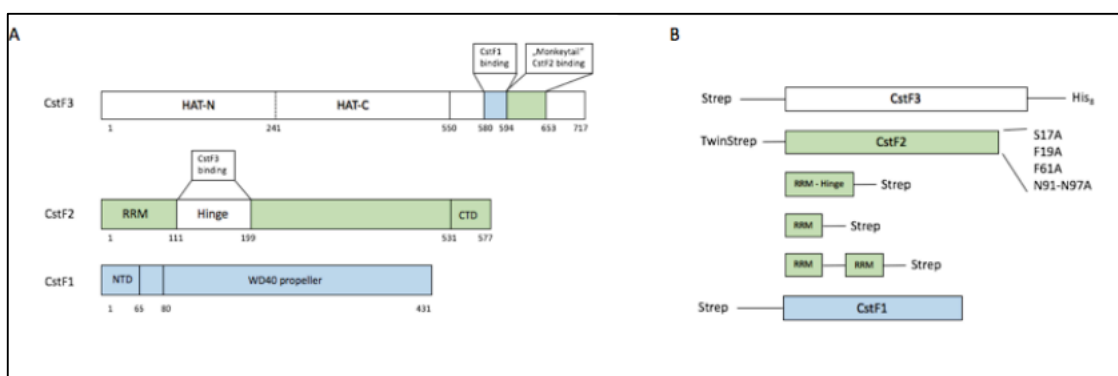 A
CstF1
binding
„Monkeytail”
CstF2 binding
CstF3
HAT-N
HAT-C
1
241
550
580
594
653
717
CstF3
binding
CstF2
RRM
Hinge
CTD
1
111
199
531
577
CstF1
NTD
WD40 propeller
1
65
80
431
B
Strep
CstF3
His8
TwinStrep
CstF2
S17A
F19A
F61A
N91-N97A
RRM - Hinge
Strep
RRM
Strep
RRM
RRM
Strep
Strep
CstF1